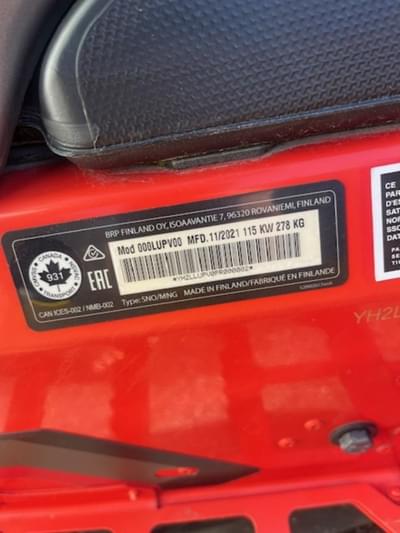 BRP FINLAND OY, ISOAAVANTIE 7, 96320 ROVANIEMI, FINLAND
Mod 000LUPV00 MFD. 11/2021 115 KW 278 KG
CANADA
931
TRANSPORT
EAC
CAN ICES-002 / NMB-002
Type: SNO/MNG MADE IN FINLAND/FABRIQUÉ EN FINLANDE
CE
YH2L